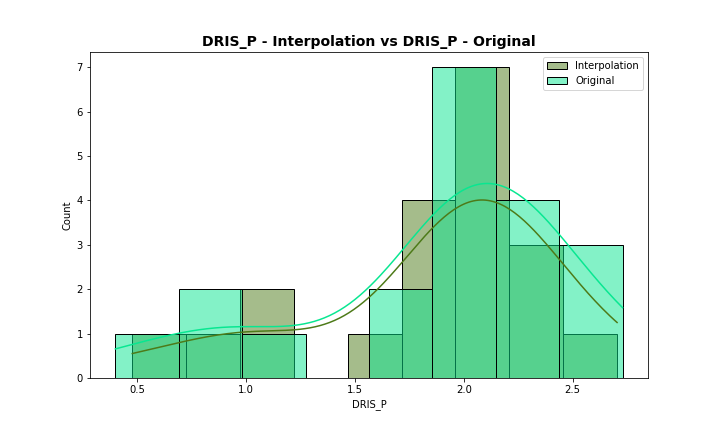 DRIS_P - Interpolation vs DRIS_P - Original
Interpolation
Original
7
6
5
4
3
2
1
0
Count
0.5 1.0 1.5 2.0 2.5
DRIS_P